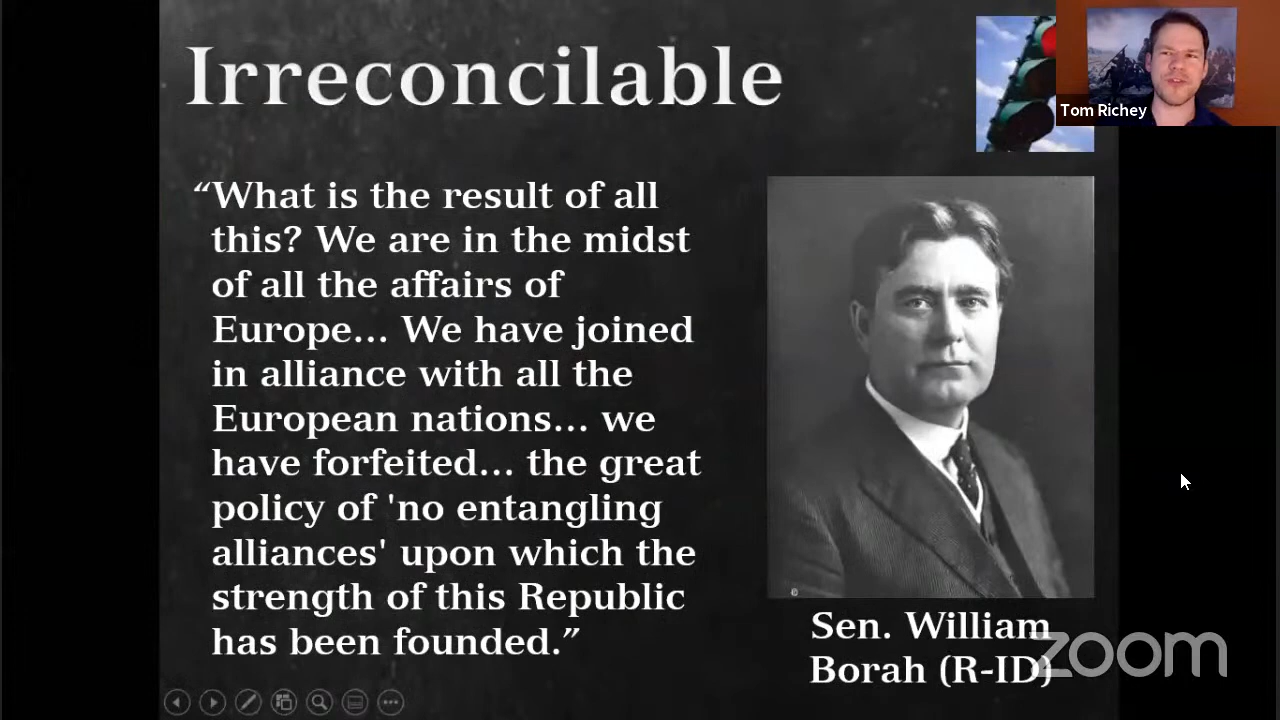 Irreconcilable
Tom Richey
“What is the result of all
this? We are in the midst
of all the affairs of
Europe... We have joined
in alliance with all the
European nations... we
have forfeited... the great
policy of 'no entangling
alliances' upon which the
strength of this Republic
has been founded.”
Sen. William
Borah (R-ID)
zoom